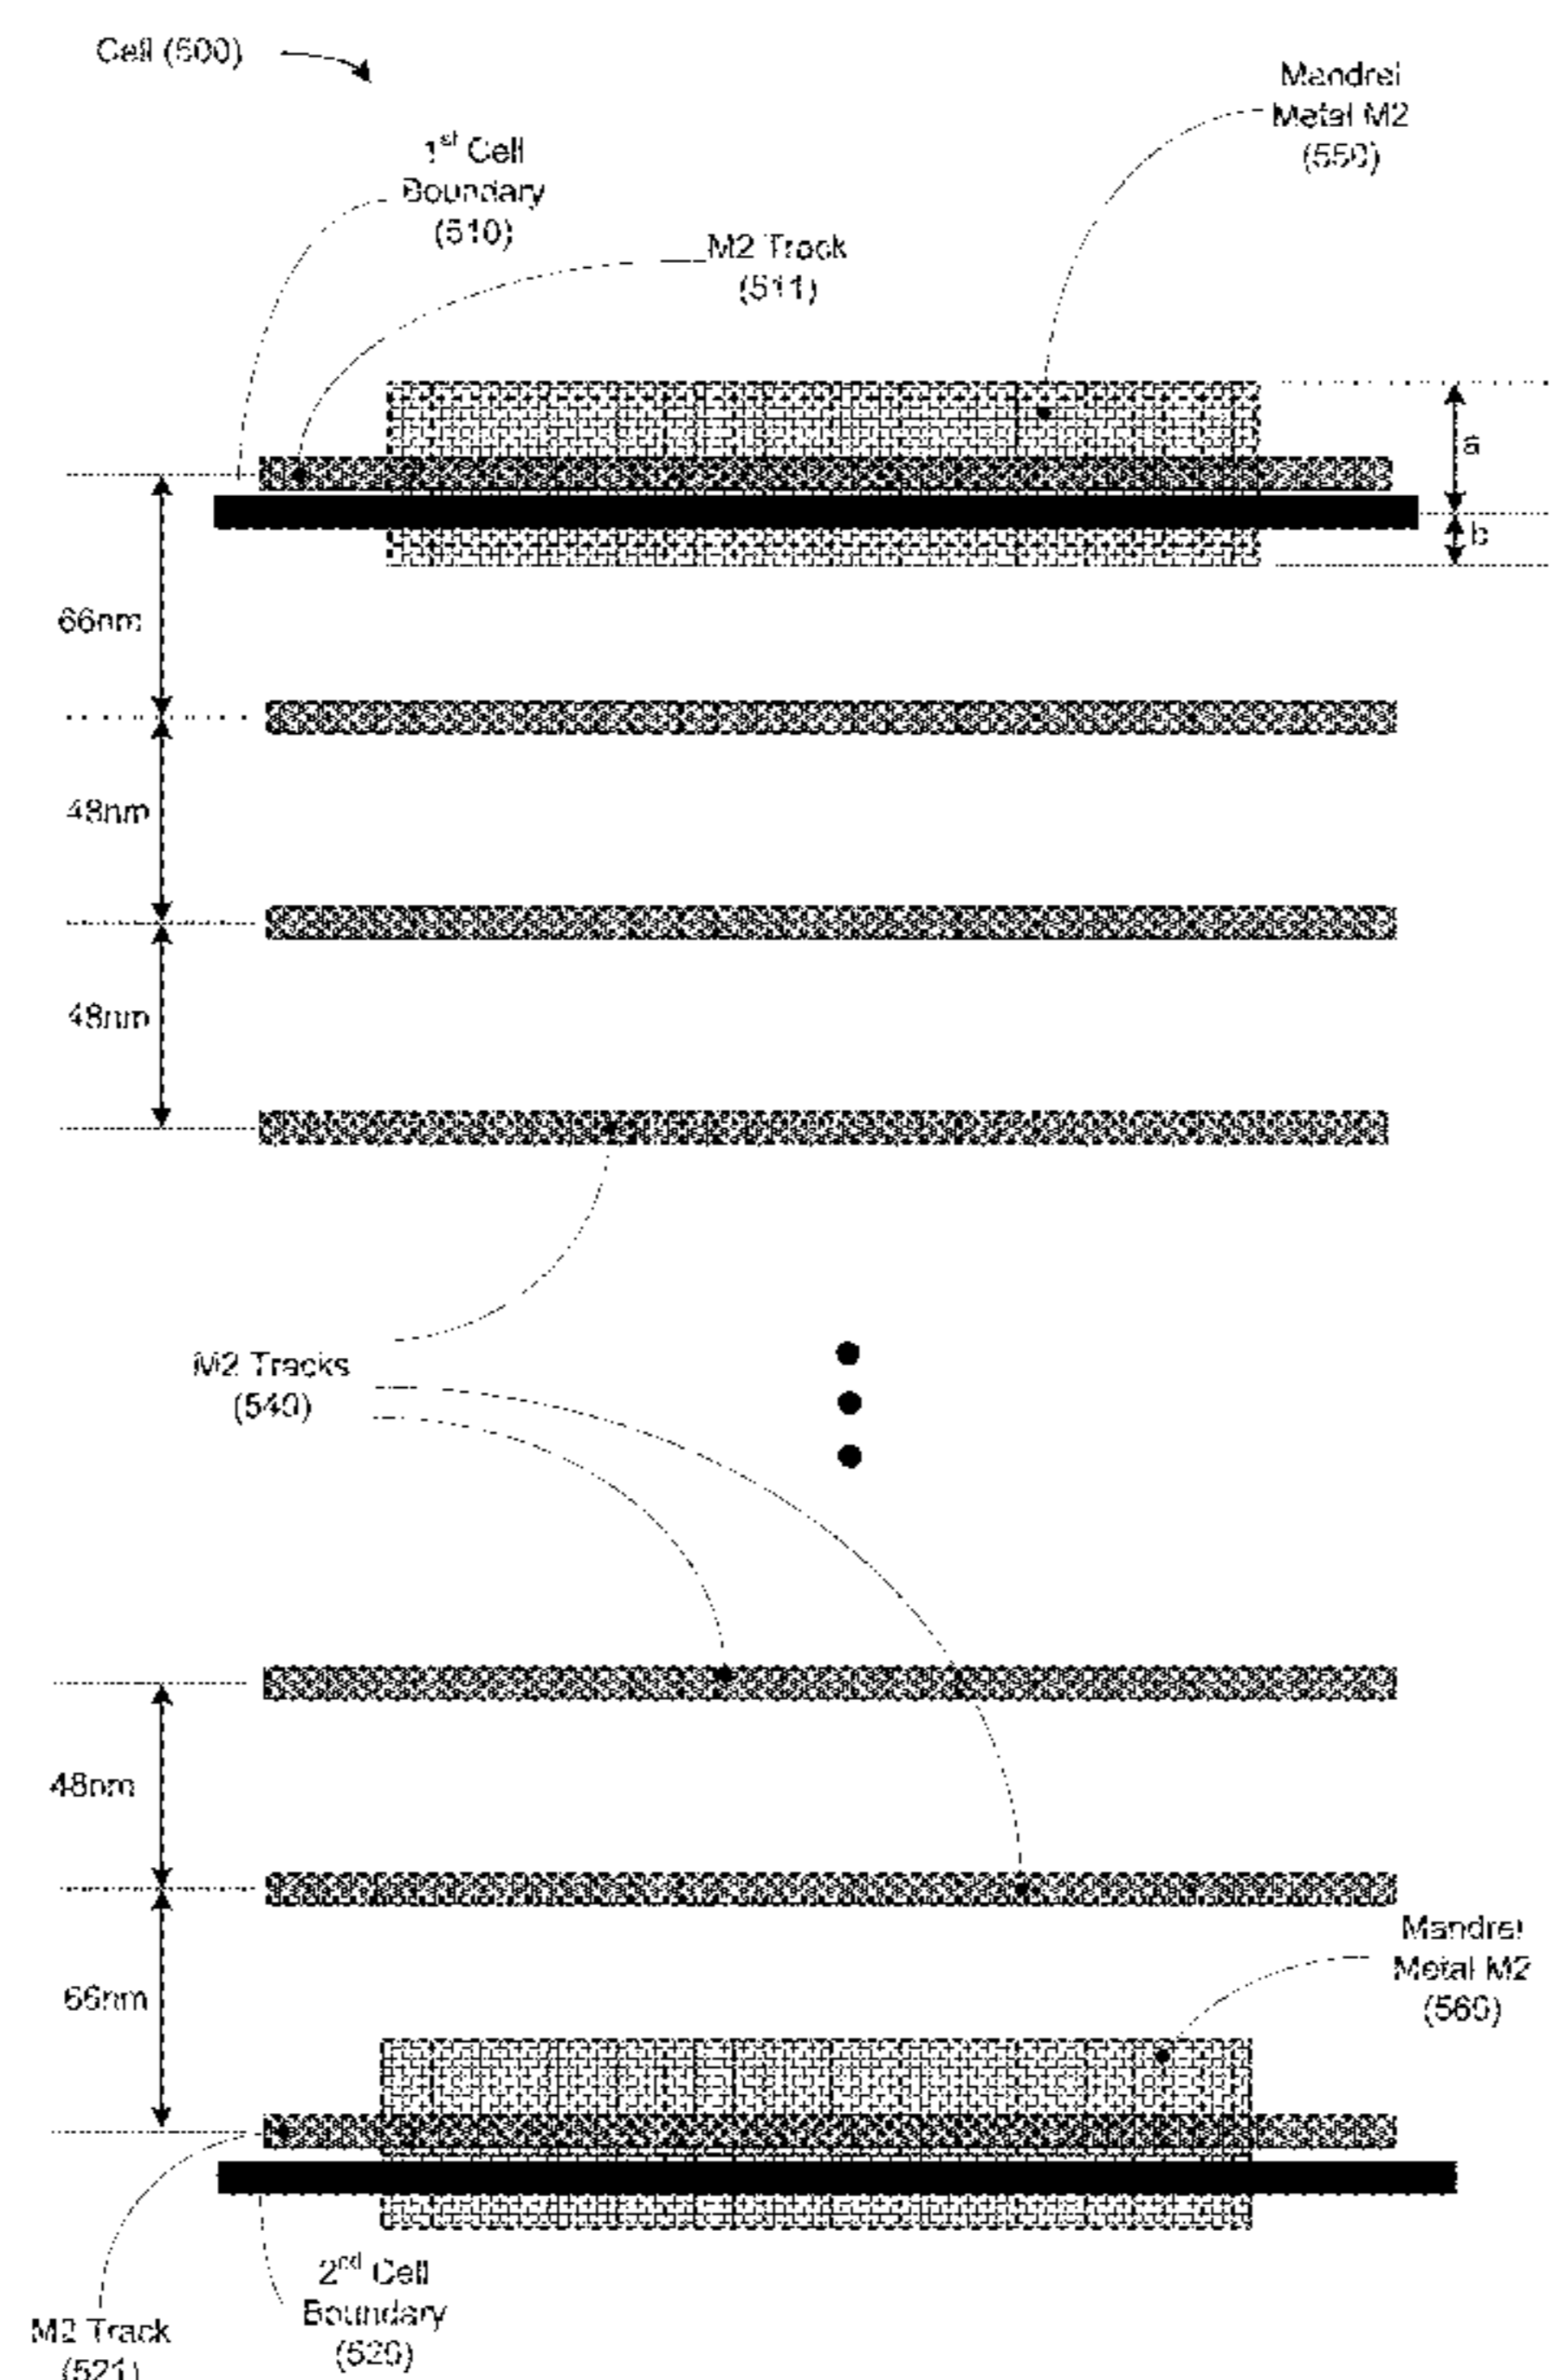 Cell (500)
Mandrel
Metal M2
(550)
1st Cell
Boundary
(510)
M2 Track
(511)
a
b
66nm
48nm
48nm
M2 Tracks
(540)
48nm
66nm
Mandrel
Metal M2
(560)
2nd Cell
Boundary
(520)
M2 Track
(521)